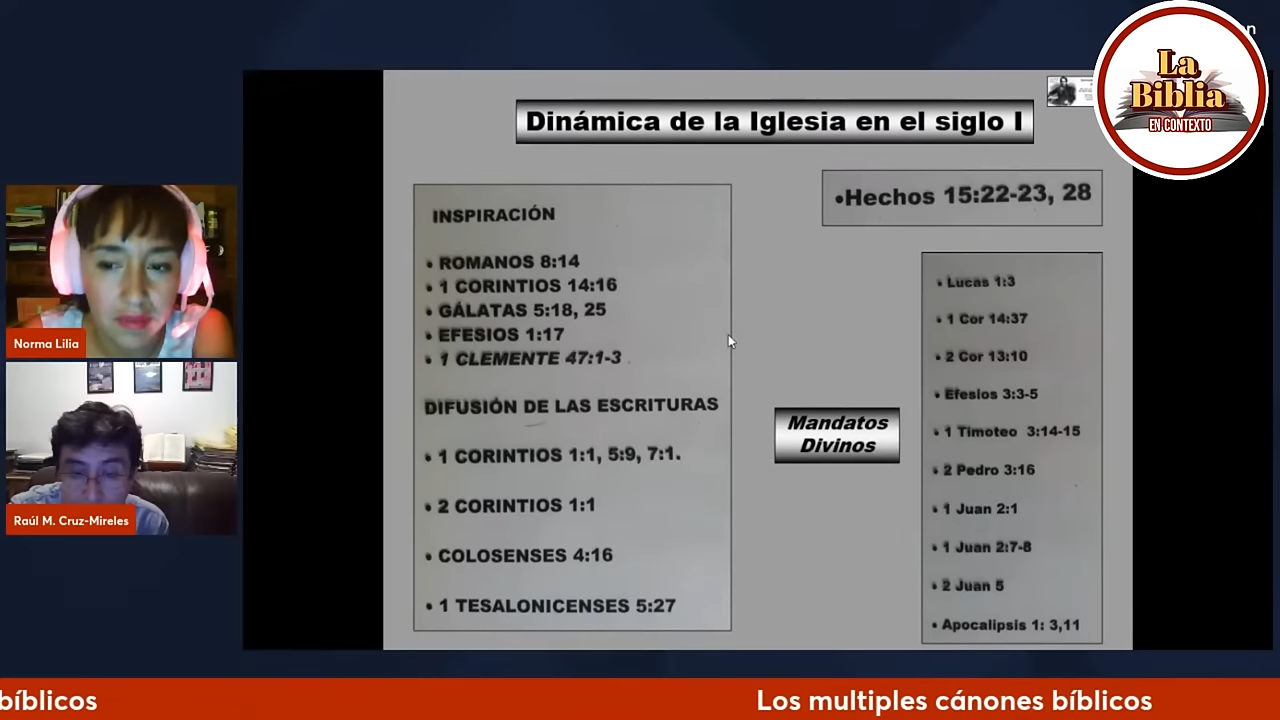 La
Biblia
EN CONTEXTO
Dinámica de la Iglesia en el siglo I
•Hechos 15:22-23, 28
INSPIRACIÓN
• ROMANOS 8:14
• 1 CORINTIOS 14:16
• GÁLATAS 5:18, 25
• EFESIOS 1:17
• 1 CLEMENTE 47:1-3
DIFUSIÓN DE LAS ESCRITURAS
• 1 CORINTIOS 1:1, 5:9, 7:1.
• 2 CORINTIOS 1:1
• COLOSENSES 4:16
• 1 TESALONICENSES 5:27
Mandatos
Divinos
• Lucas 1:3
• 1 Cor 14:37
• 2 Cor 13:10
• Efesios 3:3-5
• 1 Timoteo 3:14-15
• 2 Pedro 3:16
• 1 Juan 2:1
• 1 Juan 2:7-8
• 2 Juan 5
• Apocalipsis 1: 3,11
Norma Lilia
Raúl M. Cruz-Mireles
bíblicos
Los multiples cánones bíblicos